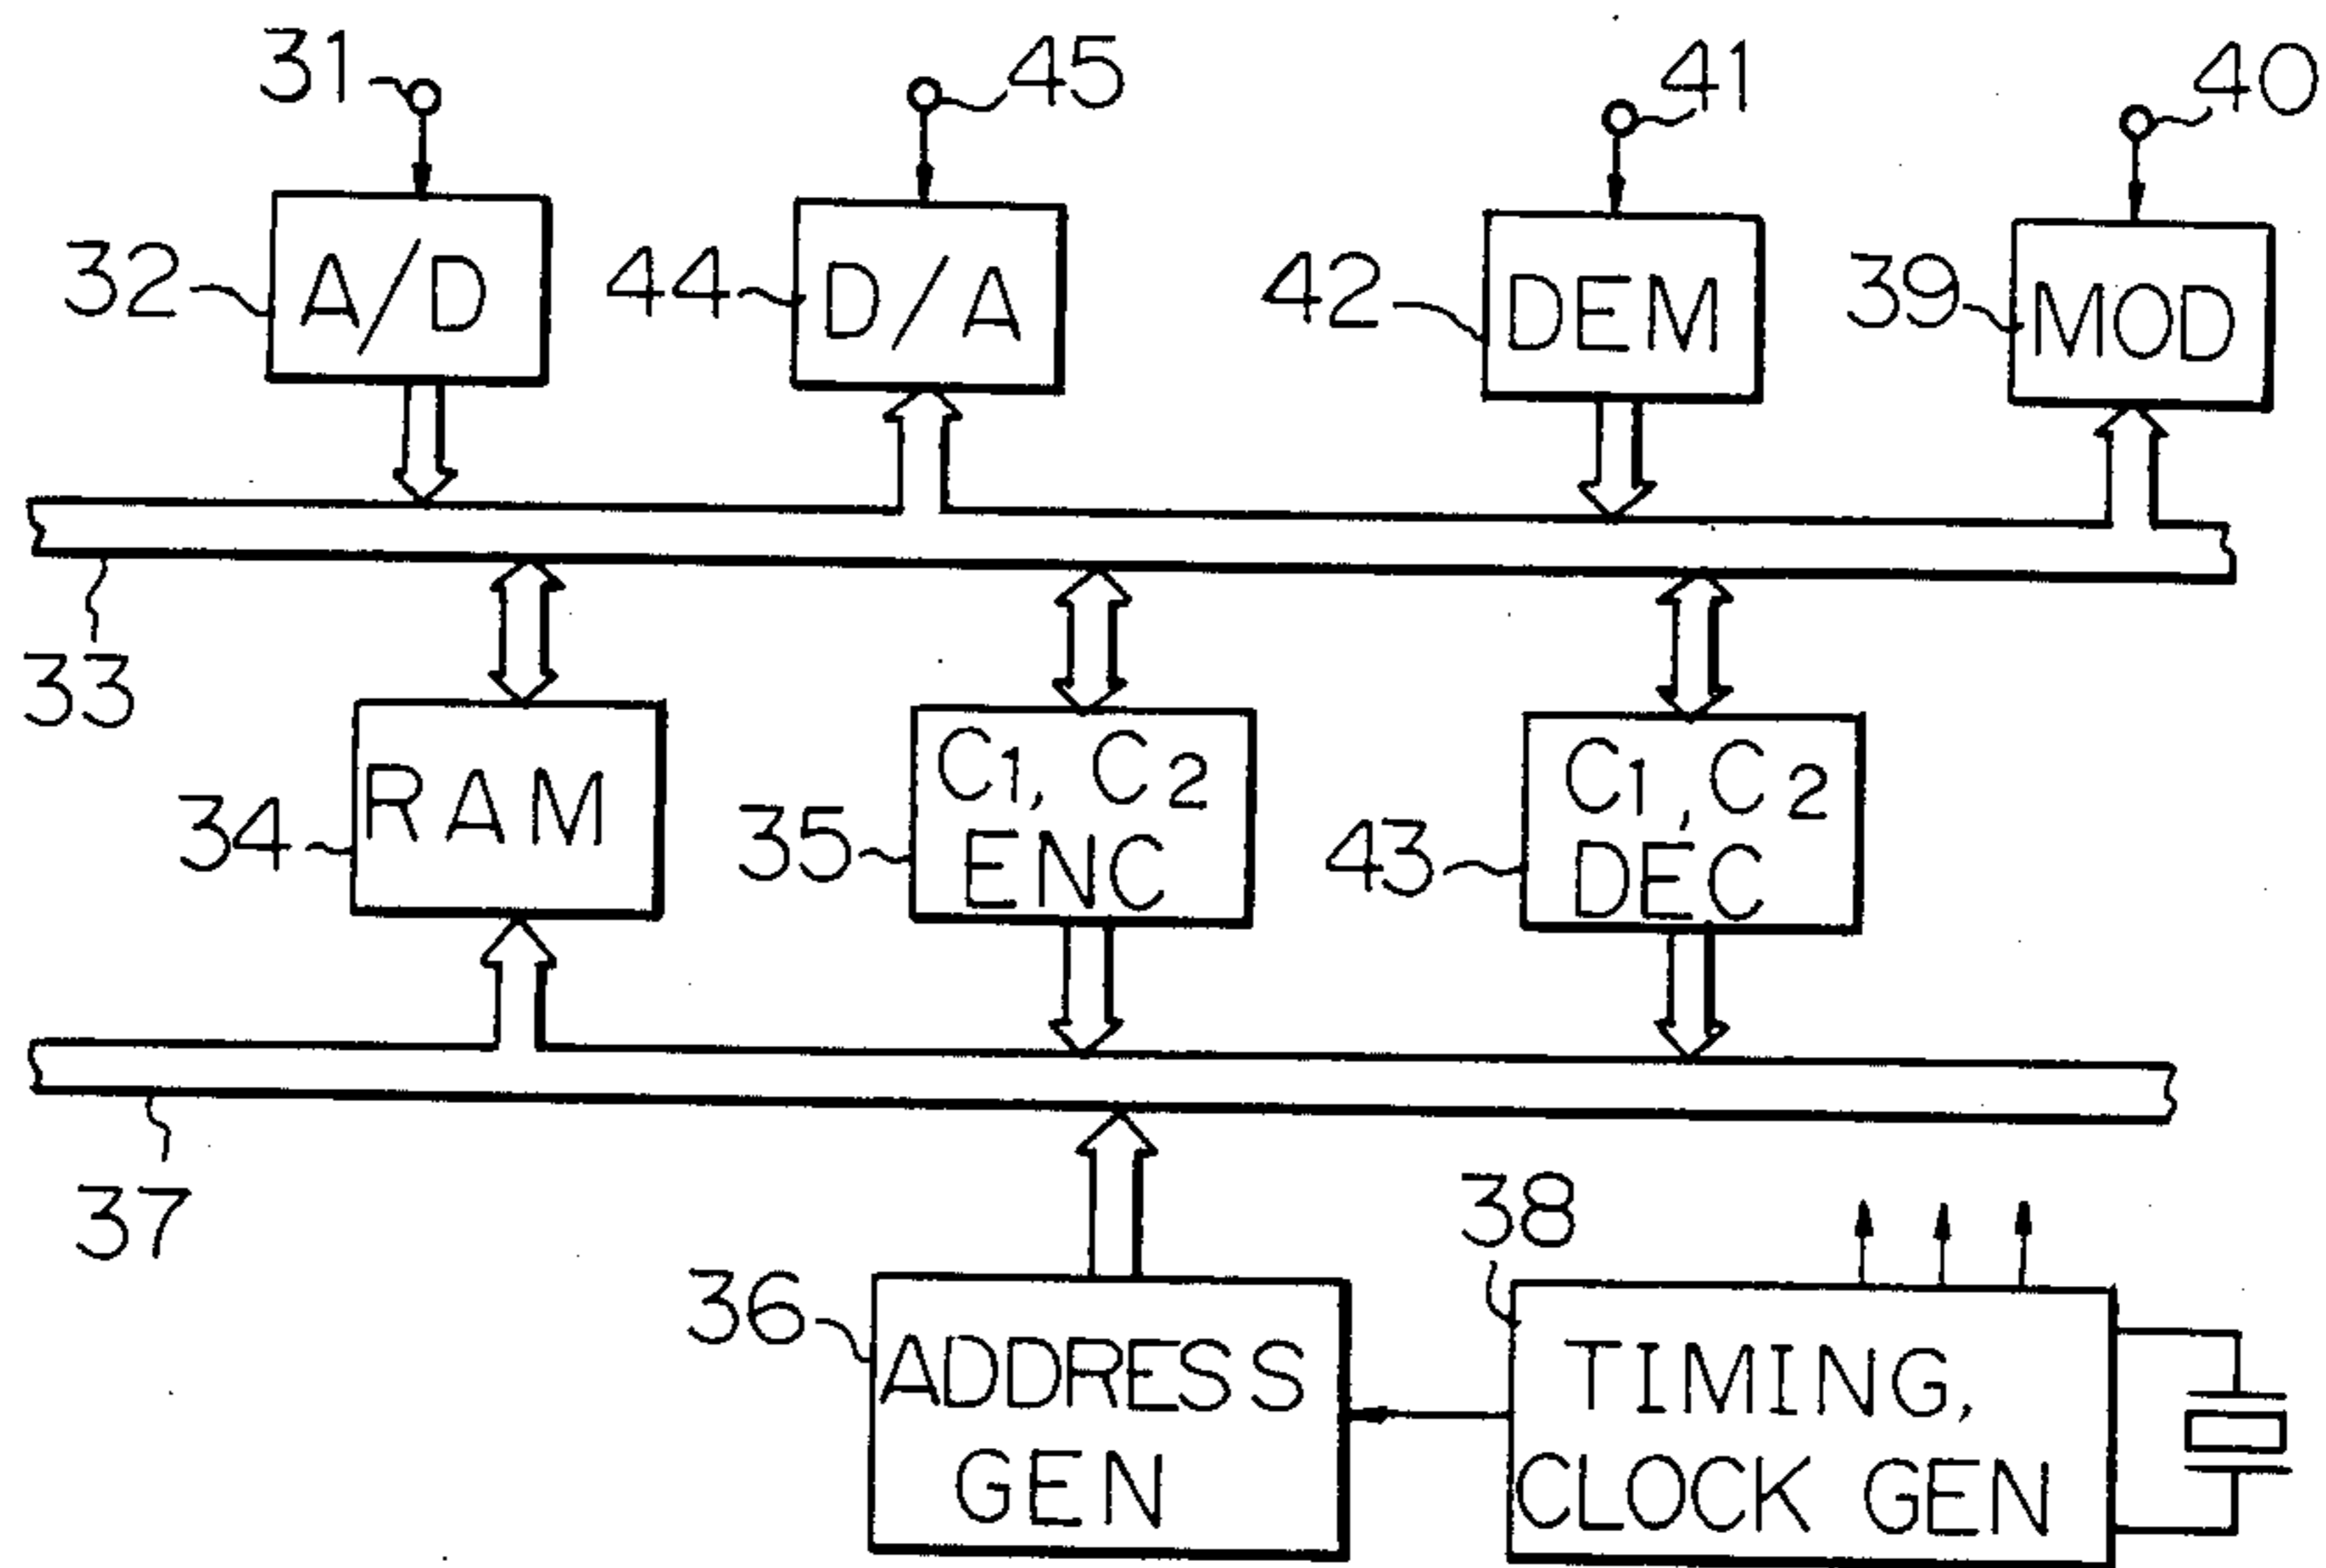 31
45
41
40
32
A/D
44
D/A
42
DEM
39
MOD
33
34
RAM
35
C1, C2
ENC
43
C1, C2
DEC
37
38
36
ADDRESS
GEN
TIMING,
CLOCK GEN